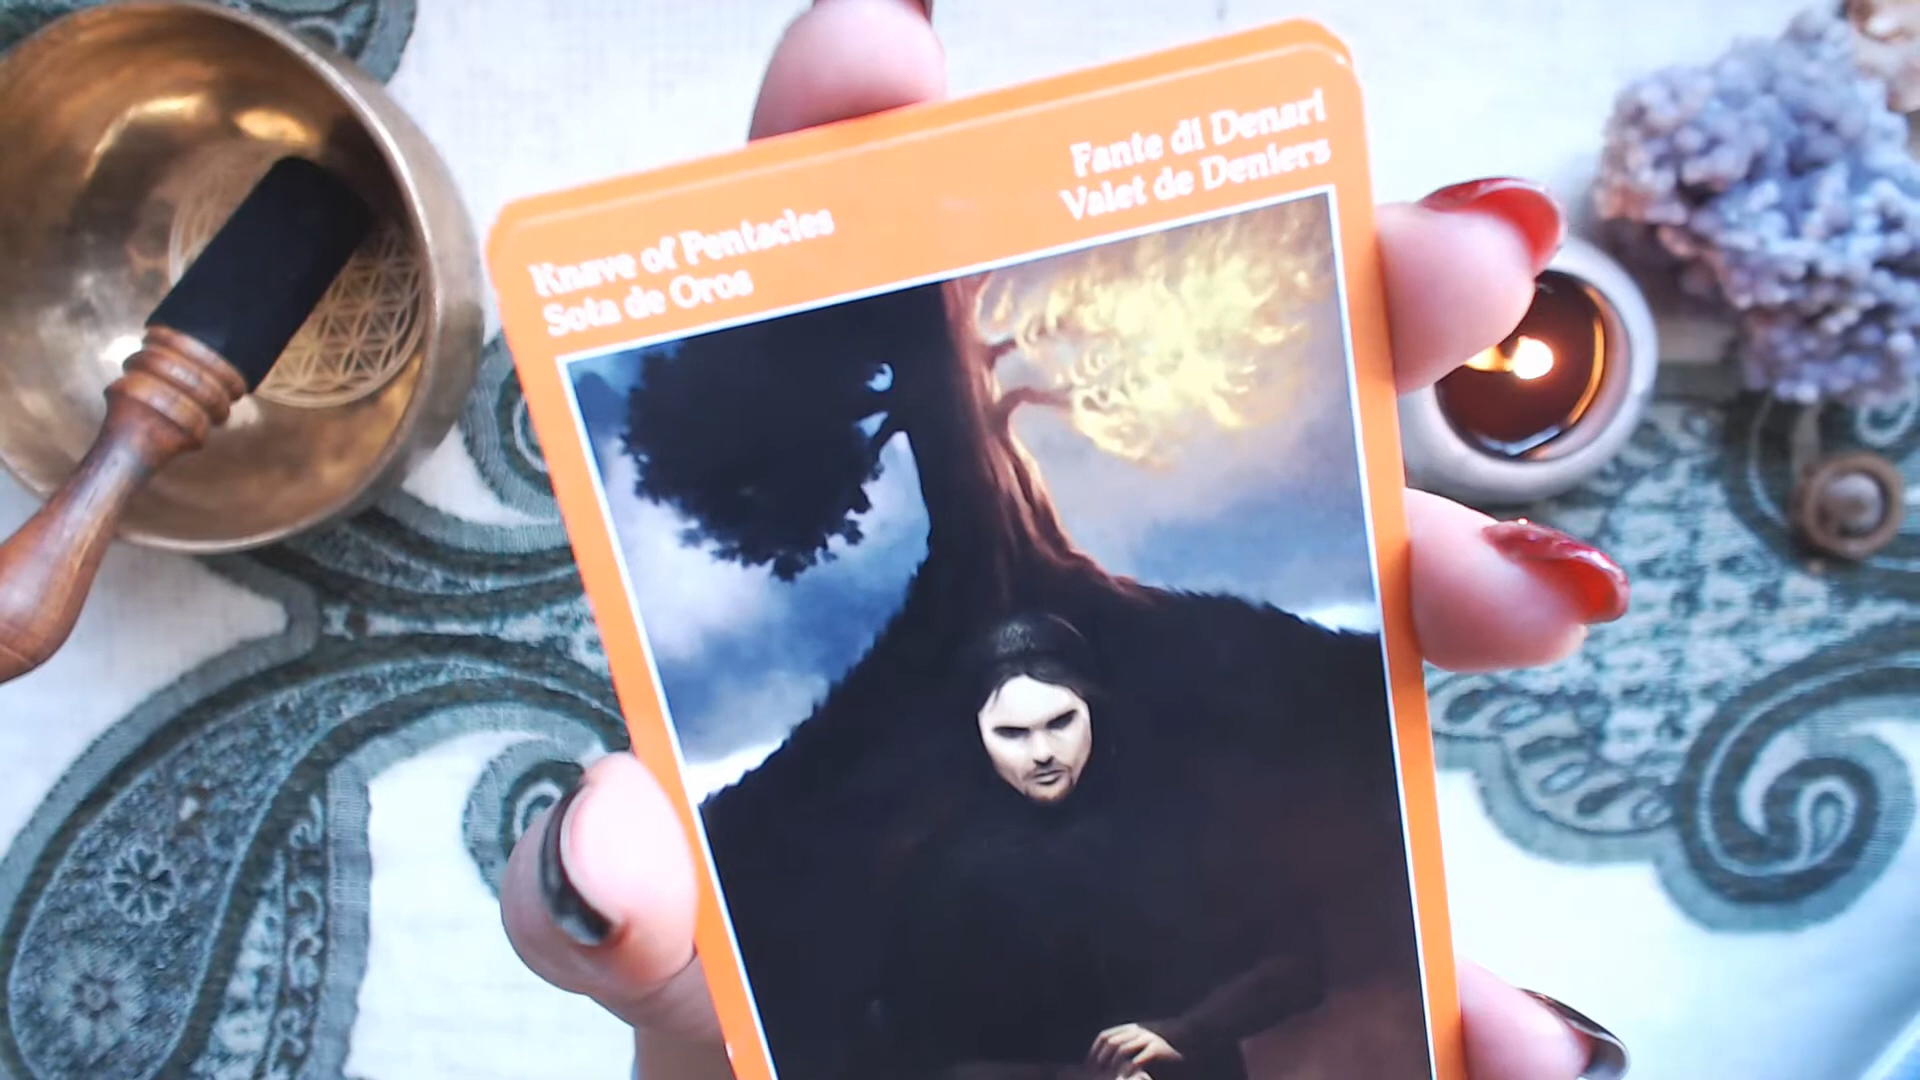 Knave of Pentacles
Sota de Oros
Fante di Denari
Valet de Deniers